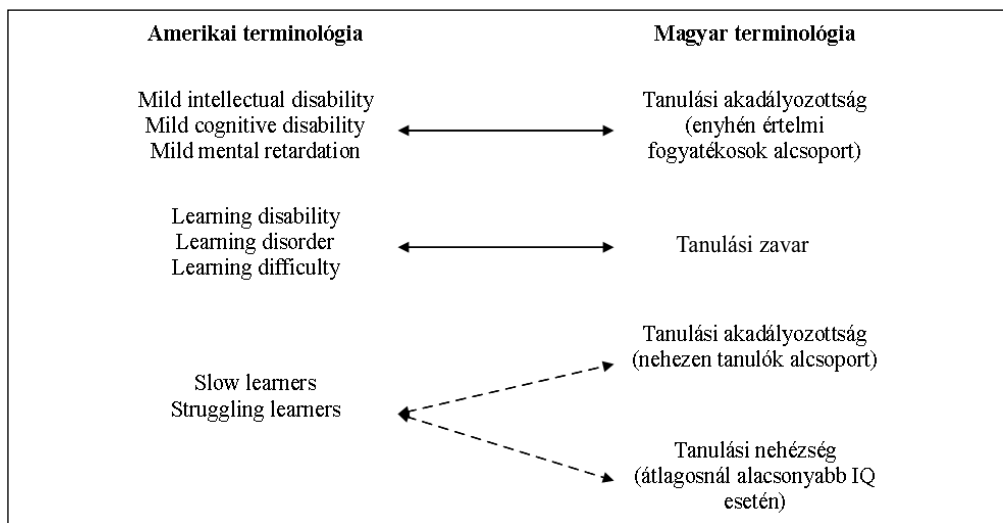 Amerikai terminológia
Magyar terminológia
Mild intellectual disability
Mild cognitive disability
Mild mental retardation
Tanulási akadályozottság
(enyhén értelmi
fogyatékosok alcsoport)
Learning disability
Learning disorder
Learning difficulty
Tanulási zavar
Slow learners
Struggling learners
Tanulási akadályozottság
(nehezen tanulók alcsoport)
Tanulási nehézség
(átlagosnál alacsonyabb IQ
esetén)